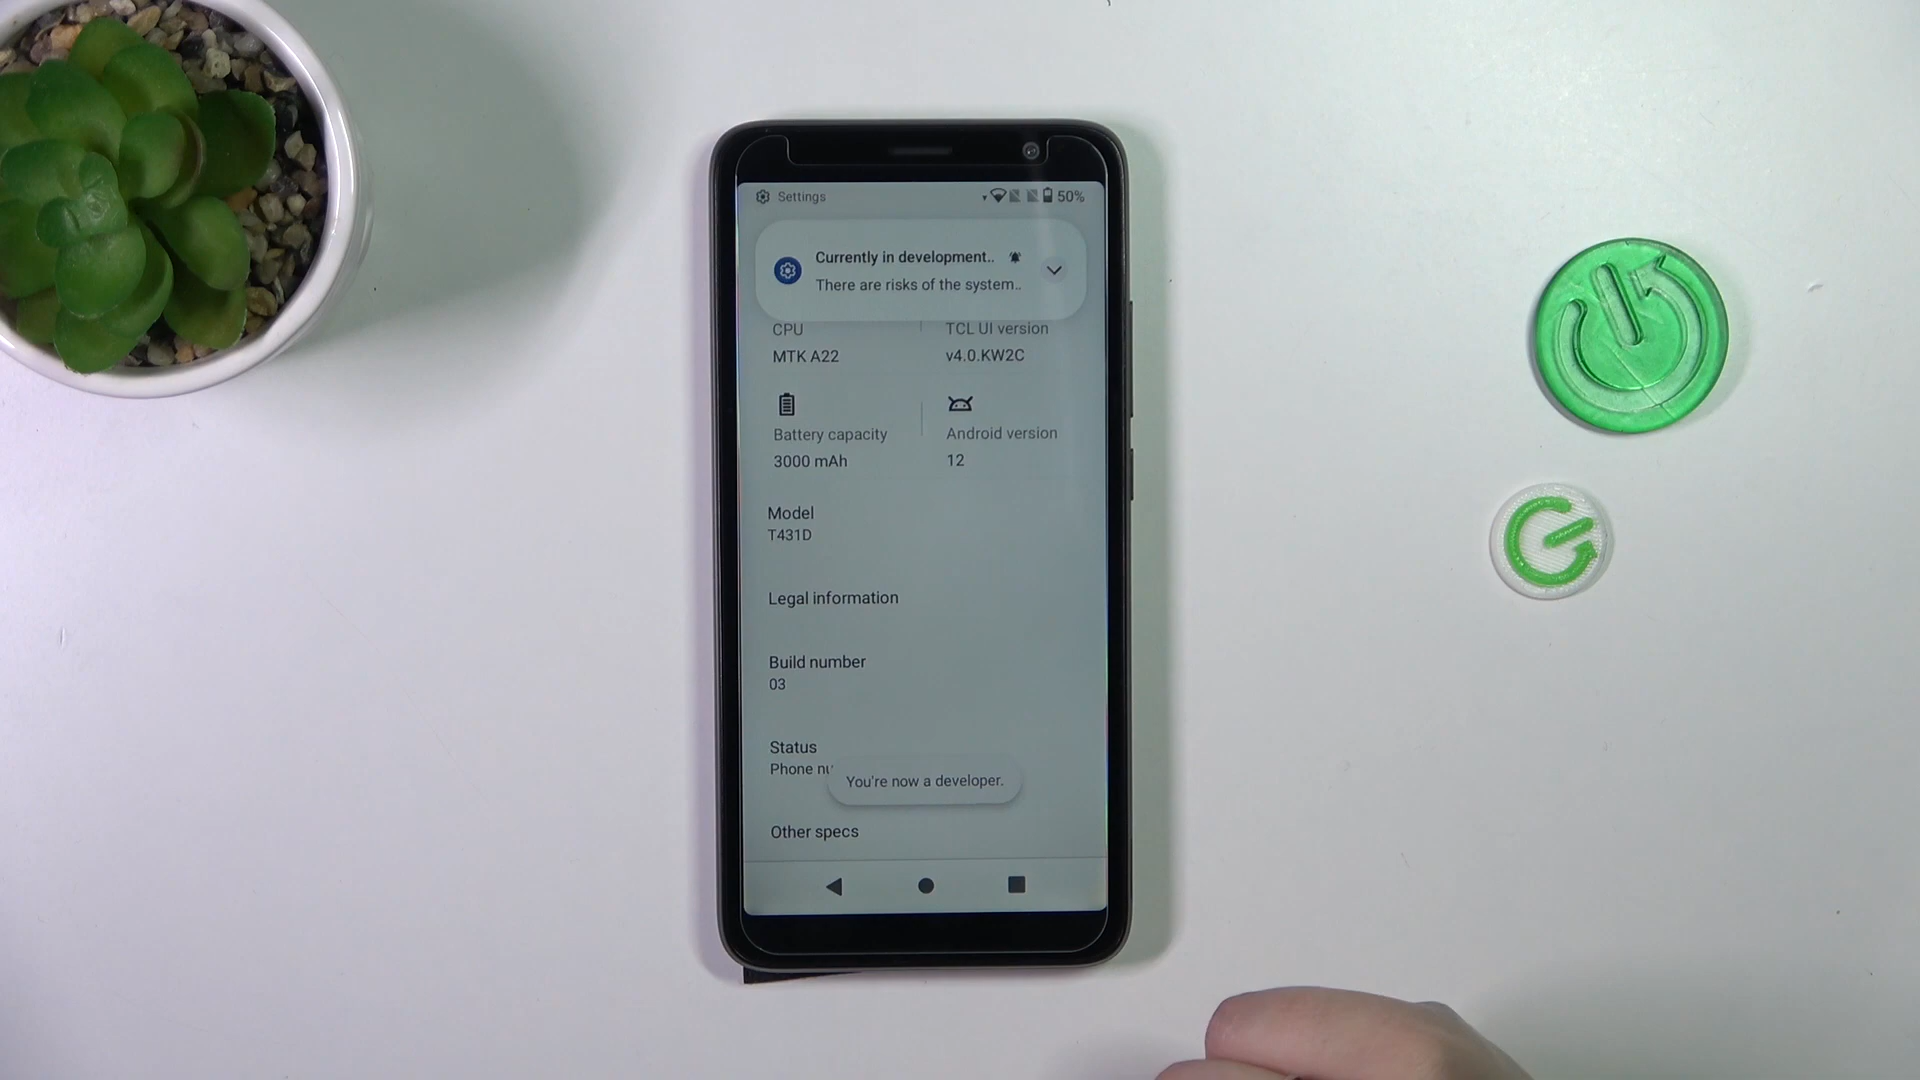 Settings
50%
Currently in development..
There are risks of the system..
CPU
TCL UI version
MTK A22
v4.0.KW2C
Battery capacity
Android version
3000 mAh
12
Model
T431D
Legal information
Build number
03
Status
Phone nu
You're now a developer.
Other specs